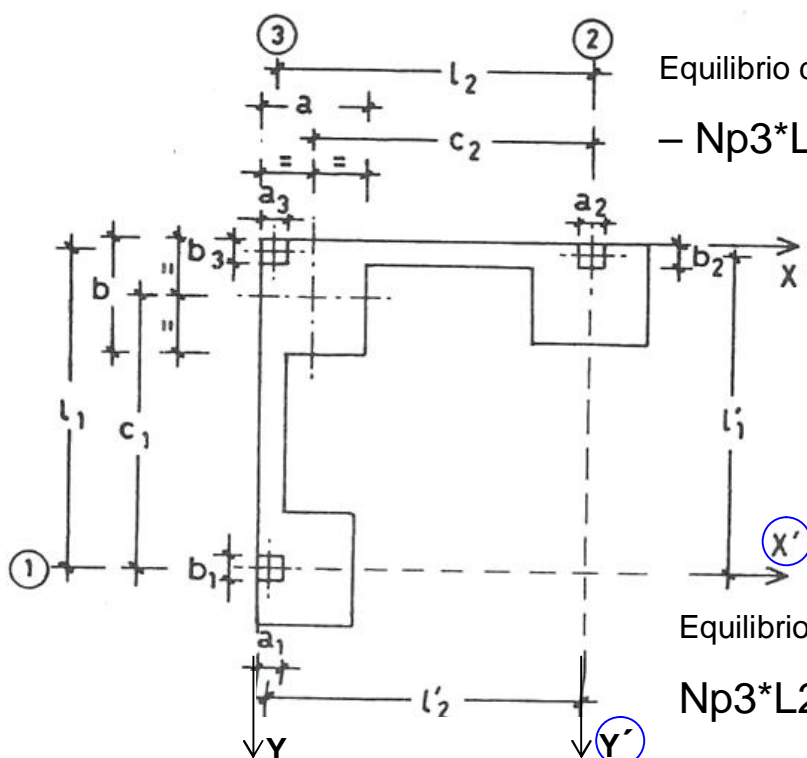 3
2
l2
Equilibrio
a
c2
– Np3*L
= =
a3
a2
b3
b2
X
b
=
=
l1
c1
l'1
X'
1
b1
Equilibrio
a1
l'2
Np3*L2
Y
Y´